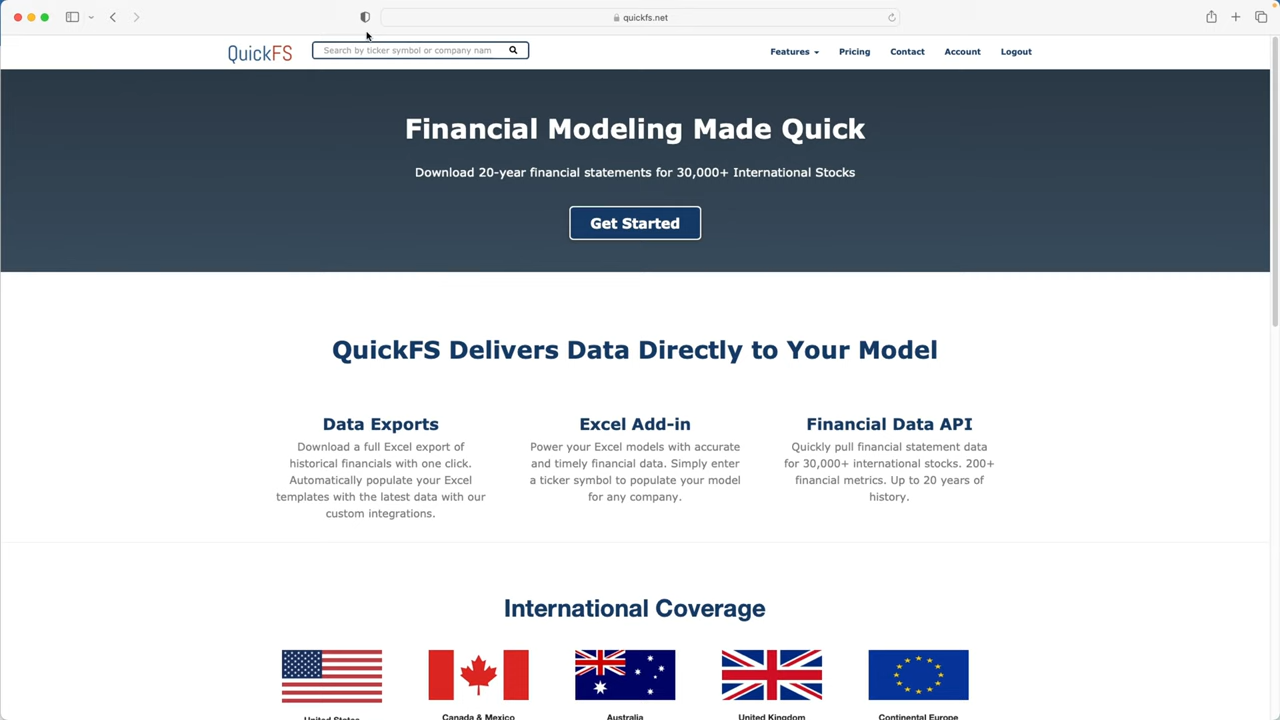 quickfs.net
QuickFS
Search by ticker symbol or company nam
Features
Pricing
Contact
Account
Logout
Financial Modeling Made Quick
Download 20-year financial statements for 30,000+ International Stocks
Get Started
QuickFS Delivers Data Directly to Your Model
Data Exports
Download a full Excel export of
historical financials with one click.
Automatically populate your Excel
templates with the latest data with our
custom integrations.
Excel Add-in
Power your Excel models with accurate
and timely financial data. Simply enter
a ticker symbol to populate your model
for any company.
Financial Data API
Quickly pull financial statement data
for 30,000+ international stocks. 200+
financial metrics. Up to 20 years of
history.
International Coverage
United States
Canada & Mexico
Australia
United Kingdom
Continental Europe